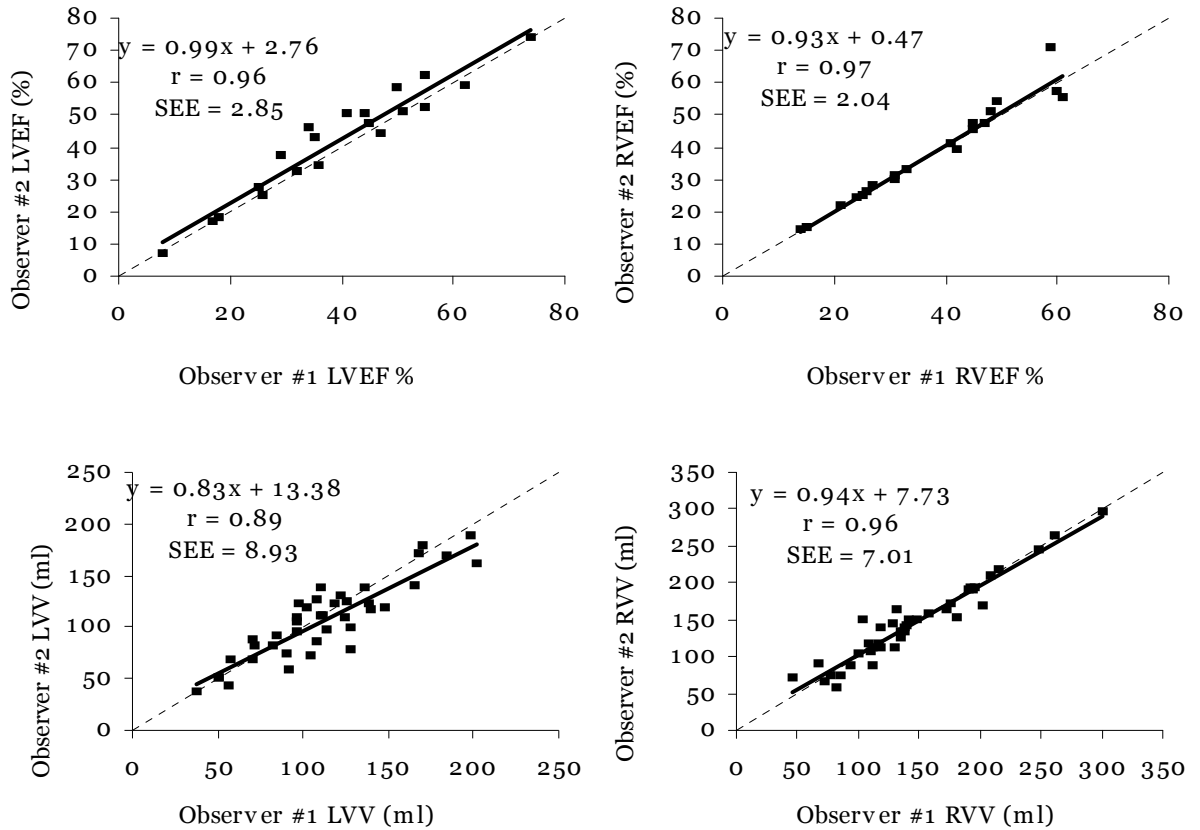 80
70
60
50
40
30
20
10
0
y = 0.99x + 2.76
r = 0.96
SEE = 2.85
Observer #2 LVEF (%)
0 20 40 60 80
Observer #1 LVEF %
80
70
60
50
40
30
20
10
0
y = 0.93x + 0.47
r = 0.97
SEE = 2.04
Observer #2 RVEF (%)
0 20 40 60 80
Observer #1 RVEF %
250
200
150
100
50
0
y = 0.83x + 13.38
r = 0.89
SEE = 8.93
Observer #2 LVV (ml)
0 50 100 150 200 250
Observer #1 LVV (ml)
350
300
250
200
150
100
50
0
y = 0.94x + 7.73
r = 0.96
SEE = 7.01
Observer #2 RVV (ml)
0 50 100 150 200 250 300 350
Observer #1 RVV (ml)